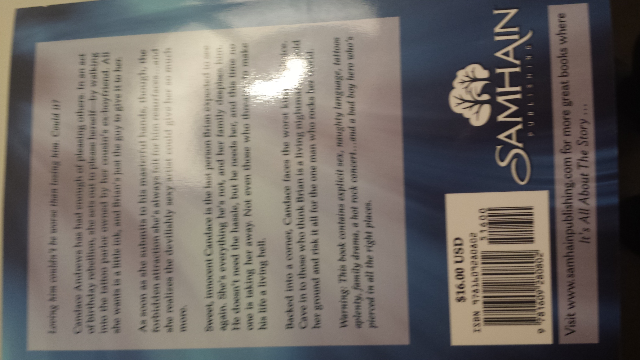 Loving him couldn't be worse than losing him. Could it?
Candace Andrews has had enough of pleasing others. In an act
of birthday rebellion, she sets out to please herself—by walking
into the tattoo parlor owned by her cousin's ex-boyfriend. All
she wants is a little ink, and Brian's just the guy to give it to her.
As soon as she submits to his masterful hands, though, the
forbidden attraction she's always felt for him resurfaces...and
she realizes the devilishly sexy artist could give her so much
more.
Sweet, innocent Candace is the last person Brian expected to see
again. She's everything he's not, and her family despises him.
He doesn't need the hassle, but he needs her, and this time no
one is taking her away. Not even those who threaten to make
his life a living hell.
Backed into a corner, Candace faces the worst kind of
Cave in to those who think Brian is a living nightmare
her ground and risk it all for the one man who rocks her
Warning: This book contains explicit sex, naughty language, tattoos
aplenty, family drama, a hot rock concert...and a bad boy hero who's
pierced in all the right places.
SAMHAIN
PUBLISHING
$16.00 USD
ISBN 9781609280802
51600
9 781609 280802
Visit www.samhainpublishing.com for more great books where
It's All About The Story...